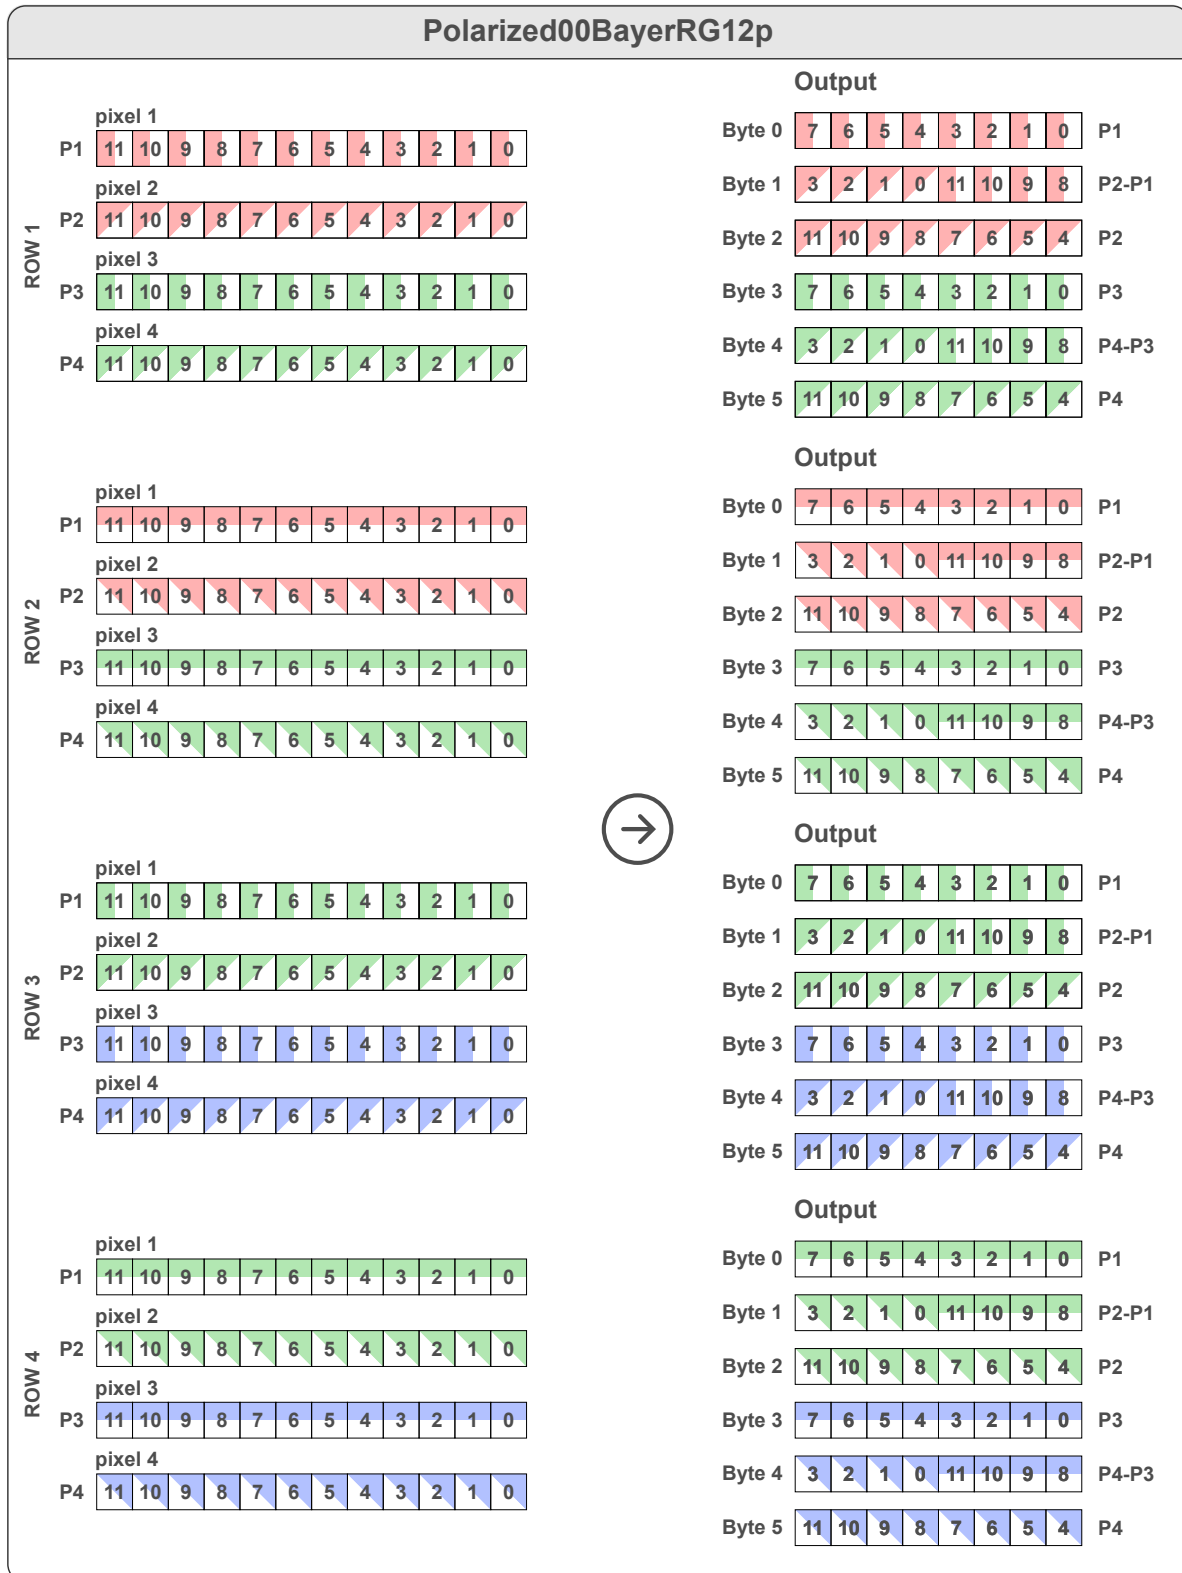 Polarized00BayerRG12p
ROW 1
pixel 1
P1 11 10 9 8 7 6 5 4 3 2 1 0
pixel 2
P2 11 10 9 8 7 6 5 4 3 2 1 0
pixel 3
P3 11 10 9 8 7 6 5 4 3 2 1 0
pixel 4
P4 11 10 9 8 7 6 5 4 3 2 1 0
Output
Byte 0 7 6 5 4 3 2 1 0 P1
Byte 1 3 2 1 0 11 10 9 8 P2-P1
Byte 2 11 10 9 8 7 6 5 4 P2
Byte 3 7 6 5 4 3 2 1 0 P3
Byte 4 3 2 1 0 11 10 9 8 P4-P3
Byte 5 11 10 9 8 7 6 5 4 P4
ROW 2
pixel 1
P1 11 10 9 8 7 6 5 4 3 2 1 0
pixel 2
P2 11 10 9 8 7 6 5 4 3 2 1 0
pixel 3
P3 11 10 9 8 7 6 5 4 3 2 1 0
pixel 4
P4 11 10 9 8 7 6 5 4 3 2 1 0
Output
Byte 0 7 6 5 4 3 2 1 0 P1
Byte 1 3 2 1 0 11 10 9 8 P2-P1
Byte 2 11 10 9 8 7 6 5 4 P2
Byte 3 7 6 5 4 3 2 1 0 P3
Byte 4 3 2 1 0 11 10 9 8 P4-P3
Byte 5 11 10 9 8 7 6 5 4 P4
ROW 3
pixel 1
P1 11 10 9 8 7 6 5 4 3 2 1 0
pixel 2
P2 11 10 9 8 7 6 5 4 3 2 1 0
pixel 3
P3 11 10 9 8 7 6 5 4 3 2 1 0
pixel 4
P4 11 10 9 8 7 6 5 4 3 2 1 0
Output
Byte 0 7 6 5 4 3 2 1 0 P1
Byte 1 3 2 1 0 11 10 9 8 P2-P1
Byte 2 11 10 9 8 7 6 5 4 P2
Byte 3 7 6 5 4 3 2 1 0 P3
Byte 4 3 2 1 0 11 10 9 8 P4-P3
Byte 5 11 10 9 8 7 6 5 4 P4
ROW 4
pixel 1
P1 11 10 9 8 7 6 5 4 3 2 1 0
pixel 2
P2 11 10 9 8 7 6 5 4 3 2 1 0
pixel 3
P3 11 10 9 8 7 6 5 4 3 2 1 0
pixel 4
P4 11 10 9 8 7 6 5 4 3 2 1 0
Output
Byte 0 7 6 5 4 3 2 1 0 P1
Byte 1 3 2 1 0 11 10 9 8 P2-P1
Byte 2 11 10 9 8 7 6 5 4 P2
Byte 3 7 6 5 4 3 2 1 0 P3
Byte 4 3 2 1 0 11 10 9 8 P4-P3
Byte 5 11 10 9 8 7 6 5 4 P4